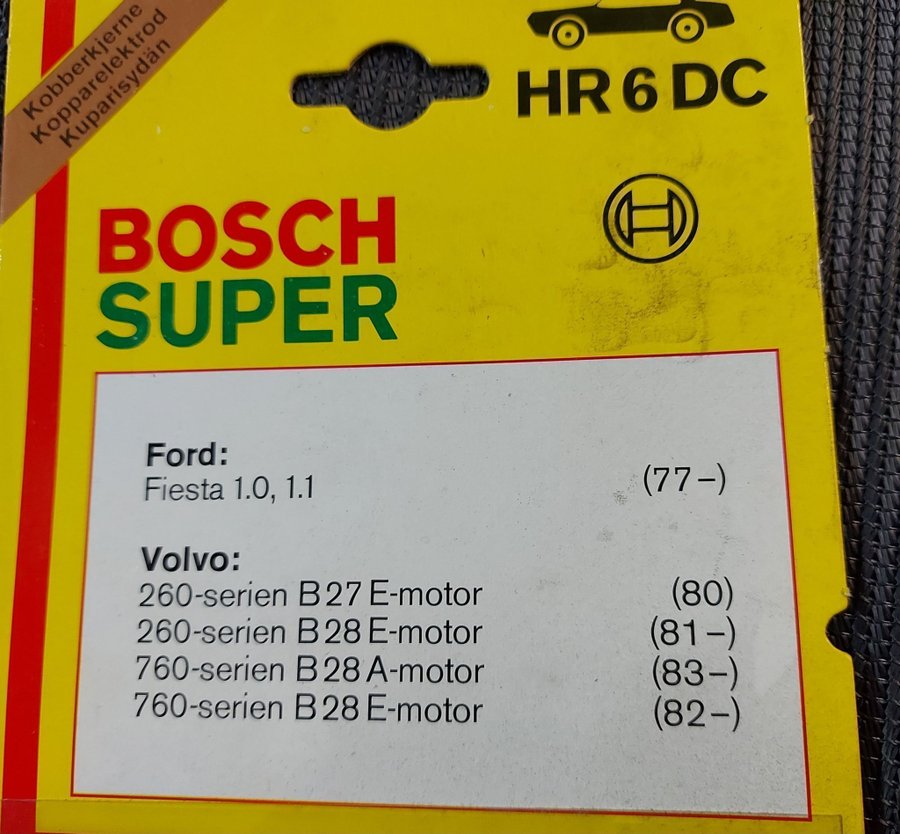 Kobberkjerne
Kopparelektrod
Kuparisydän
HR 6 DC
BOSCH
SUPER
Ford:
Fiesta 1.0, 1.1 (77–)
Volvo:
260-serien B 27 E-motor (80)
260-serien B 28 E-motor (81–)
760-serien B 28 A-motor (83–)
760-serien B 28 E-motor (82–)